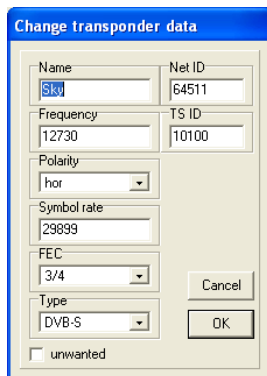 Change transponder data
Name
Net ID
Sky
64511
Frequency
TS ID
12730
10100
Polarity
hor
Symbol rate
29899
FEC
3/4
Cancel
Type
DVB-S
OK
unwanted